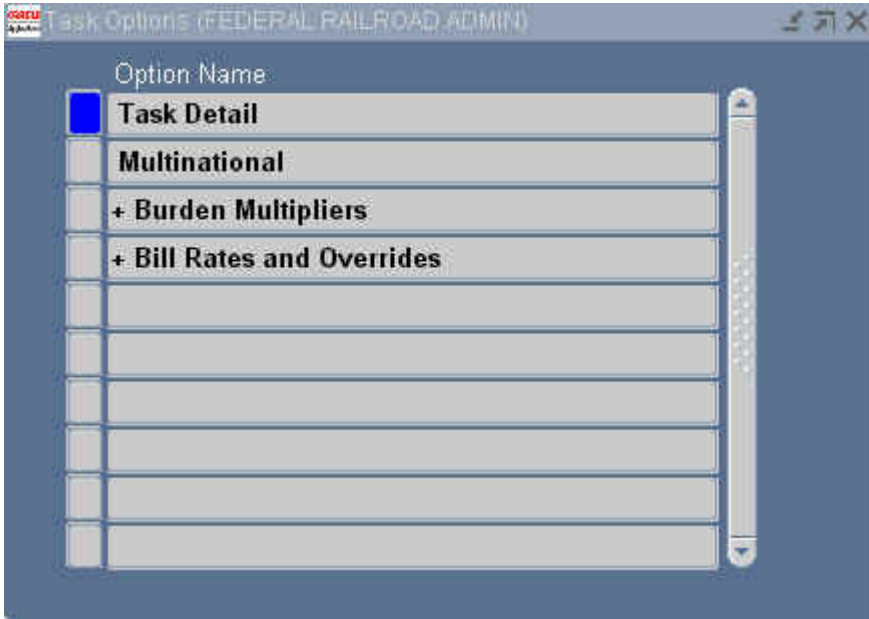 Task Options (FEDERAL RAILROAD ADMIN)
Option Name
Task Detail
Multinational
+ Burden Multipliers
+ Bill Rates and Overrides